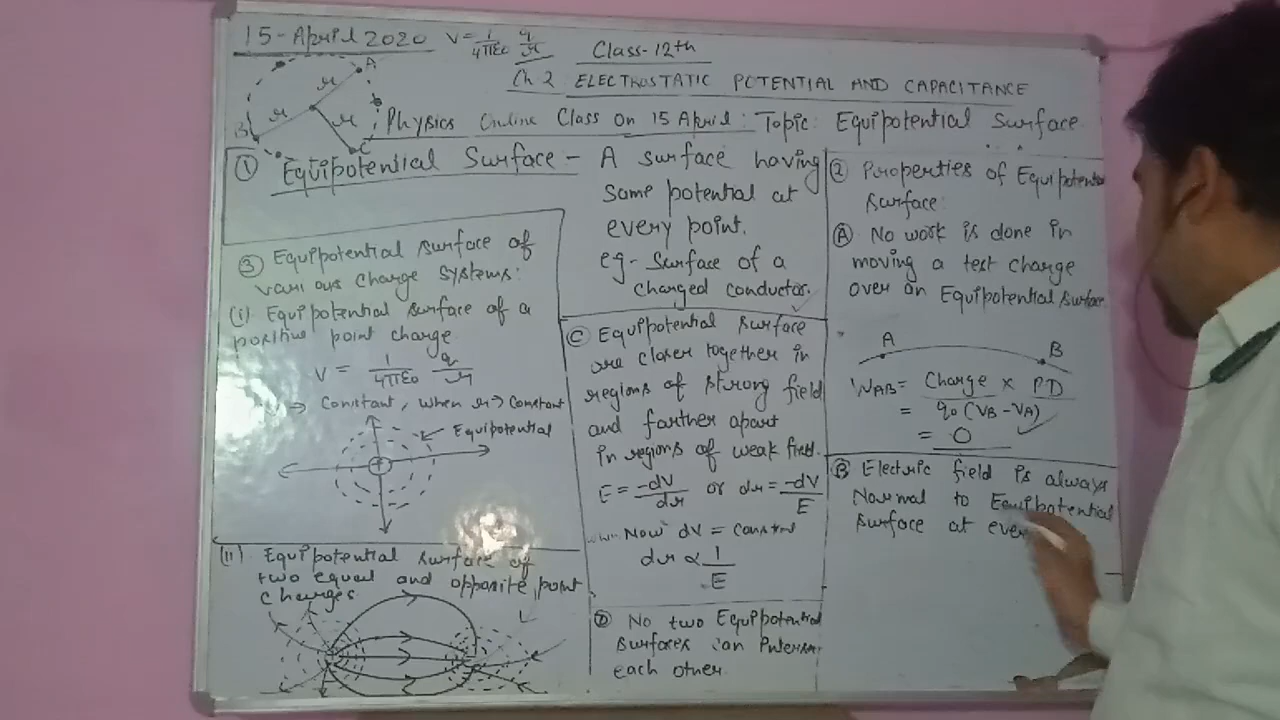 15-April 2020 V=1/4πε0 q/r Class-12th
Ch 2 ELECTROSTATIC POTENTIAL AND CAPACITANCE
Physics Online Class on 15 April: Topic: Equipotential Surface
A
r
r
r
B
C
① Equipotential Surface - A surface having
same potential at
every point.
eg- Surface of a
charged conductor.
② Properties of Equipotential
Surface:
Ⓐ No work is done in
moving a test charge
over an Equipotential Surface
A B
WAB= Charge × PD
= q0 (VB-VA)
= 0
Ⓑ Electric field is always
Normal to Equipotential
Surface at
Ⓒ Equipotential Surface
are closer together in
regions of strong field
and farther apart
in regions of weak field.
E = -dV/dr or dr = -dV/E
Now dV = constant
dr ∝ 1/E
Ⓓ No two Equipotential
Surfaces can
each other
③ Equipotential surface of
various charge systems:
(i) Equipotential surface of a
positive point charge
V = 1/4πε0 q/r
V → Constant, when r → Constant
Equipotential
+
(ii) Equipotential surface of
two equal and opposite point
charges